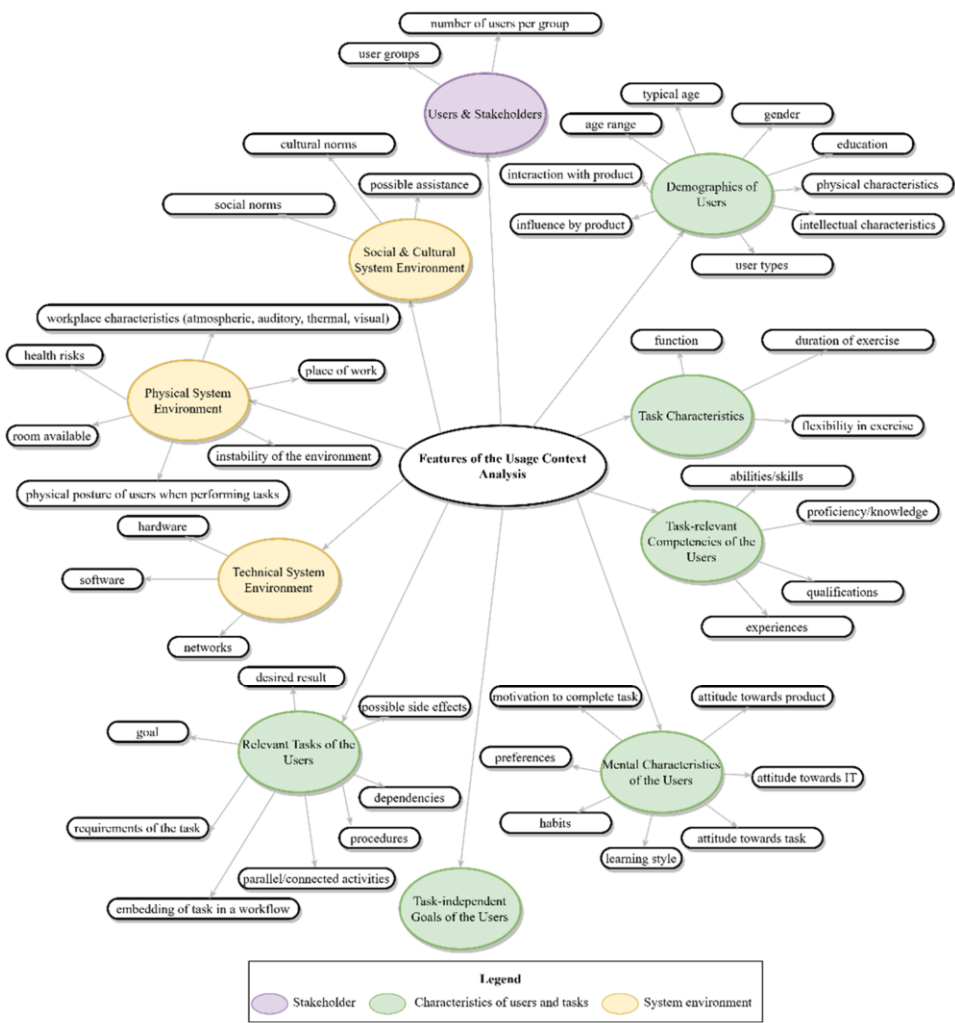 number of users per group
user groups
Users & Stakeholders
typical age
gender
age range
education
cultural norms
interaction with product
Demographics of
Users
physical characteristics
possible assistance
social norms
influence by product
intellectual characteristics
user types
Social & Cultural
System Environment
workplace characteristics (atmospheric, auditory, thermal, visual)
health risks
place of work
Physical System
Environment
room available
instability of the environment
physical posture of users when performing tasks
function
duration of exercise
Task Characteristics
flexibility in exercise
Features of the Usage Context
Analysis
abilities/skills
proficiency/knowledge
Task-relevant
Competencies of the
Users
qualifications
experiences
hardware
software
Technical System
Environment
networks
desired result
possible side effects
goal
Relevant Tasks of the
Users
dependencies
requirements of the task
procedures
parallel/connected activities
embedding of task in a workflow
motivation to complete task
attitude towards product
preferences
Mental Characteristics
of the Users
attitude towards IT
habits
attitude towards task
learning style
Task-independent
Goals of the Users
Legend
Stakeholder
Characteristics of users and tasks
System environment